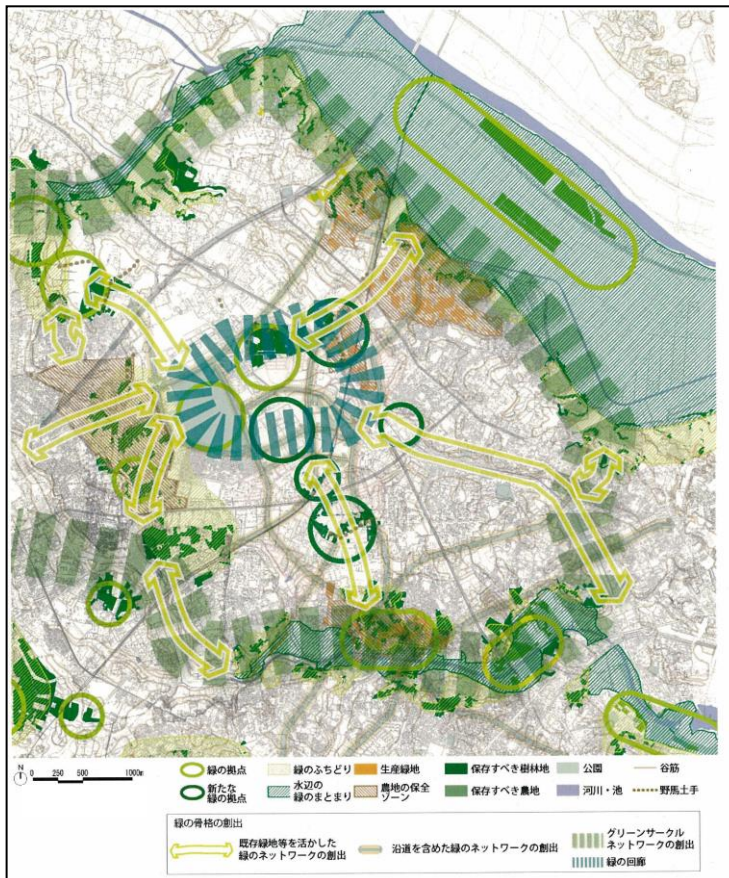 N
0 250 500 1000m
緑の拠点
緑のふちどり
生産緑地
保存すべき樹林地
公園
谷筋
新たな
緑の拠点
水辺の
緑のまとまり
農地の保全
ゾーン
保存すべき農地
河川・池
野馬土手
緑の骨格の創出
既存緑地等を活かした
緑のネットワークの創出
沿道を含めた緑のネットワークの創出
グリーンサークル
ネットワークの創出
緑の回廊